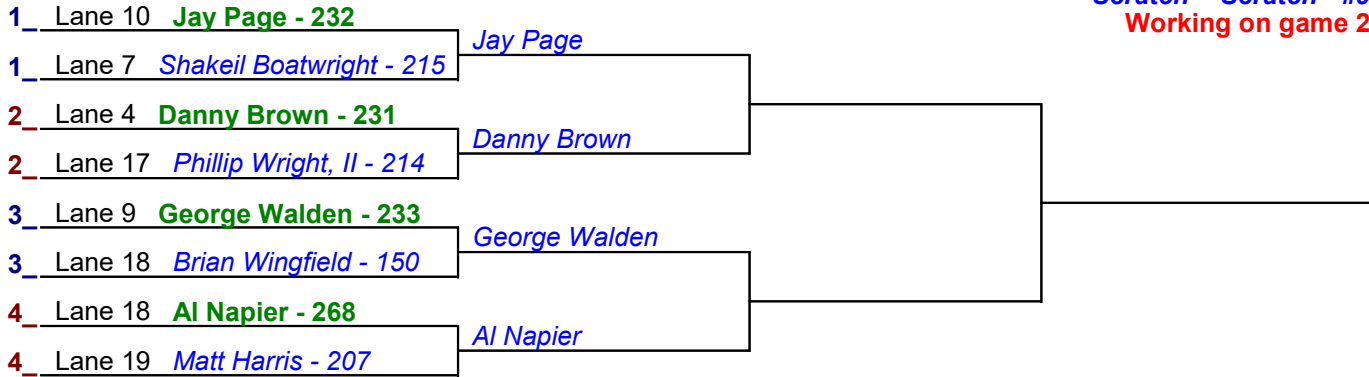 Working on game 2
1_ Lane 10 Jay Page - 232
Jay Page
1_ Lane 7 Shakeil Boatwright - 215
2_ Lane 4 Danny Brown - 231
Danny Brown
2_ Lane 17 Phillip Wright, II - 214
3_ Lane 9 George Walden - 233
George Walden
3_ Lane 18 Brian Wingfield - 150
4_ Lane 18 Al Napier - 268
Al Napier
4_ Lane 19 Matt Harris - 207